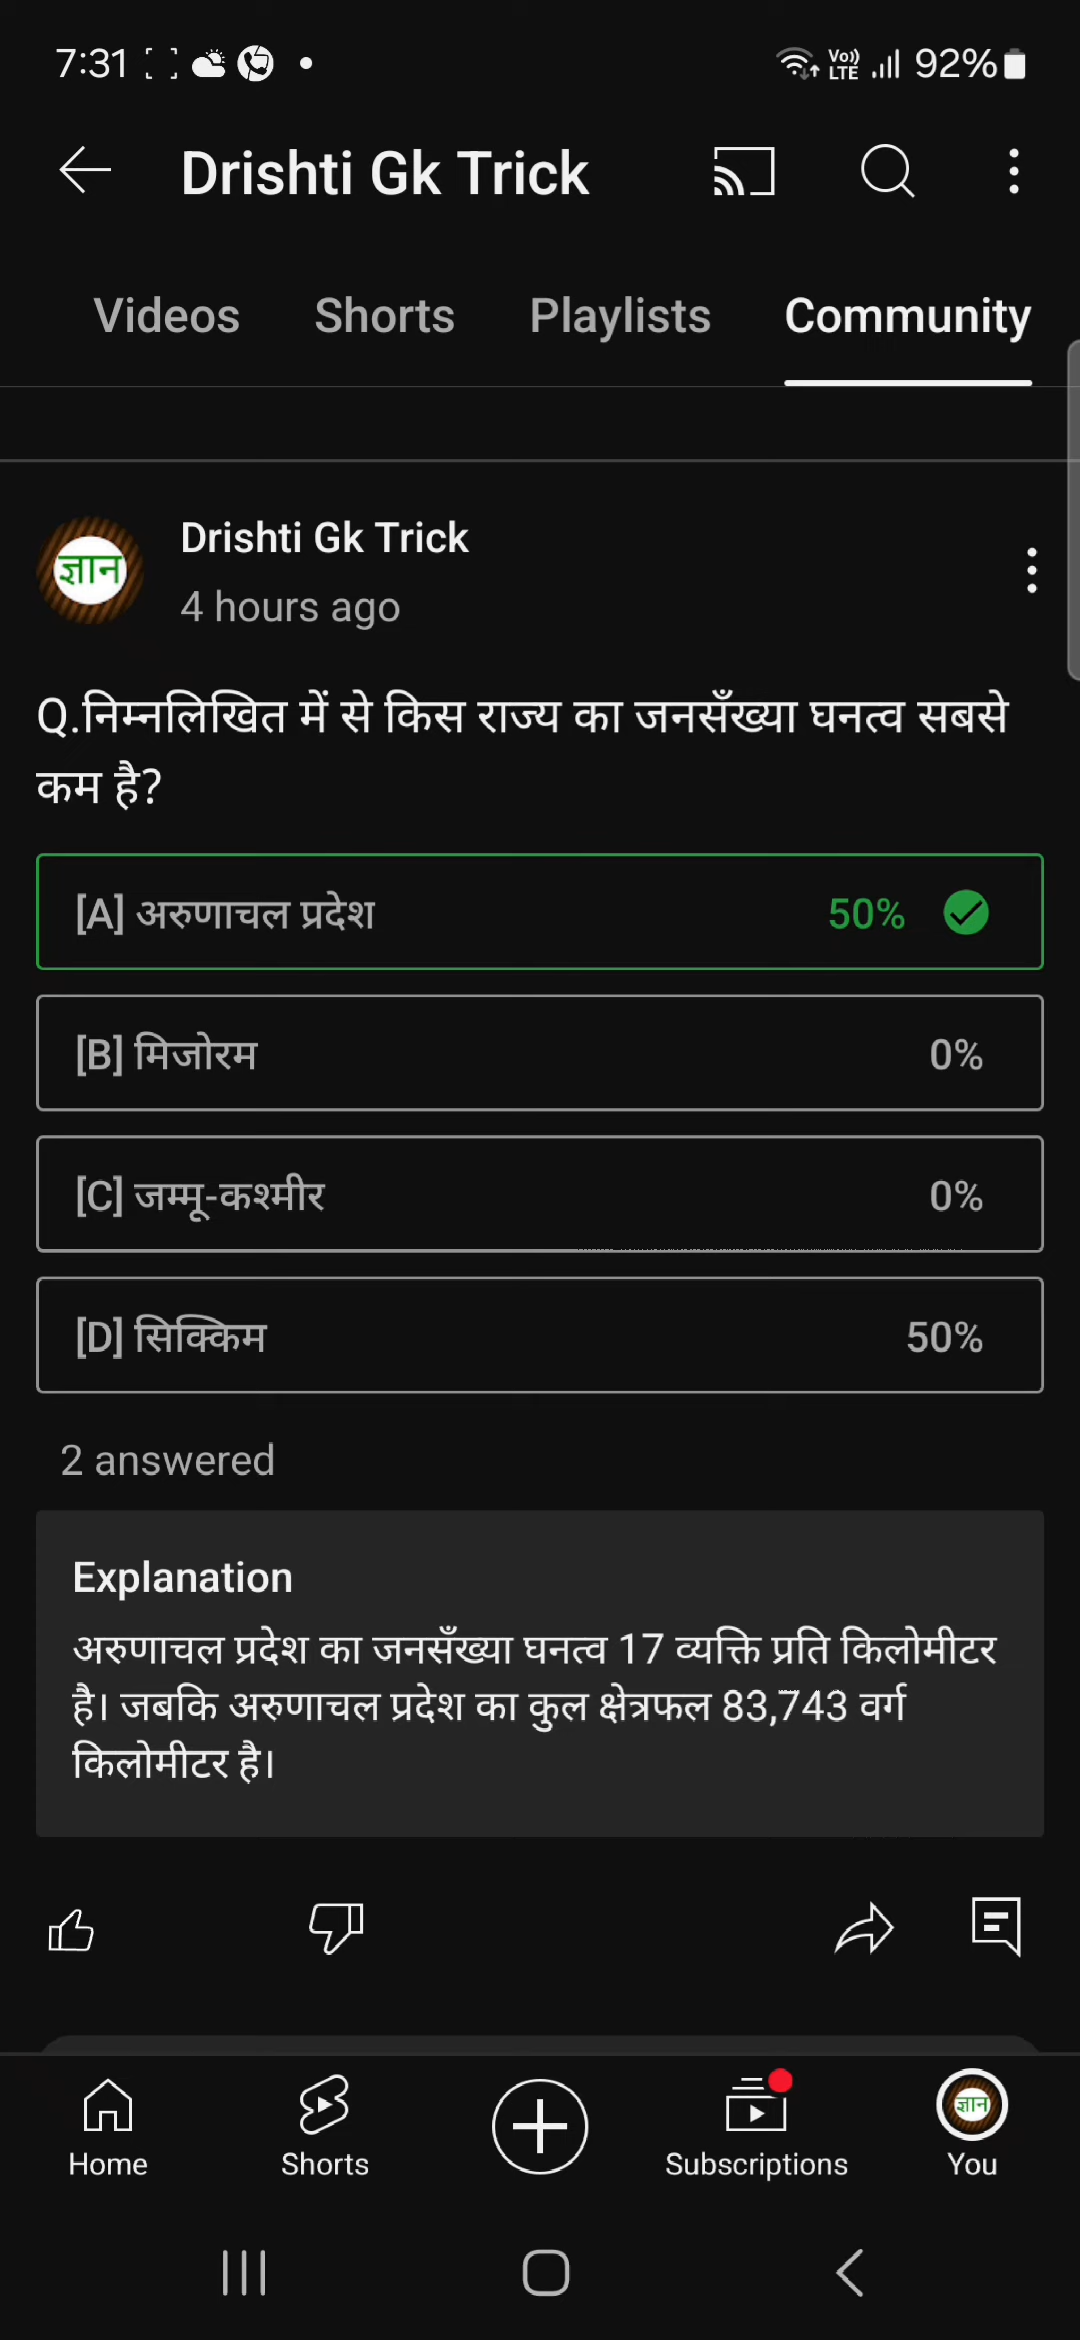 7:31 92%
Vo)) LTE
Drishti Gk Trick
Videos Shorts Playlists Community
ज्ञान
Drishti Gk Trick
4 hours ago
Q.निम्नलिखित में से किस राज्य का जनसँख्या घनत्व सबसे
कम है?
[A] अरुणाचल प्रदेश 50%
[B] मिजोरम 0%
[C] जम्मू-कश्मीर 0%
[D] सिक्किम 50%
2 answered
Explanation
अरुणाचल प्रदेश का जनसँख्या घनत्व 17 व्यक्ति प्रति किलोमीटर
है। जबकि अरुणाचल प्रदेश का कुल क्षेत्रफल 83,743 वर्ग
किलोमीटर है।
ज्ञान
Home Shorts Subscriptions You